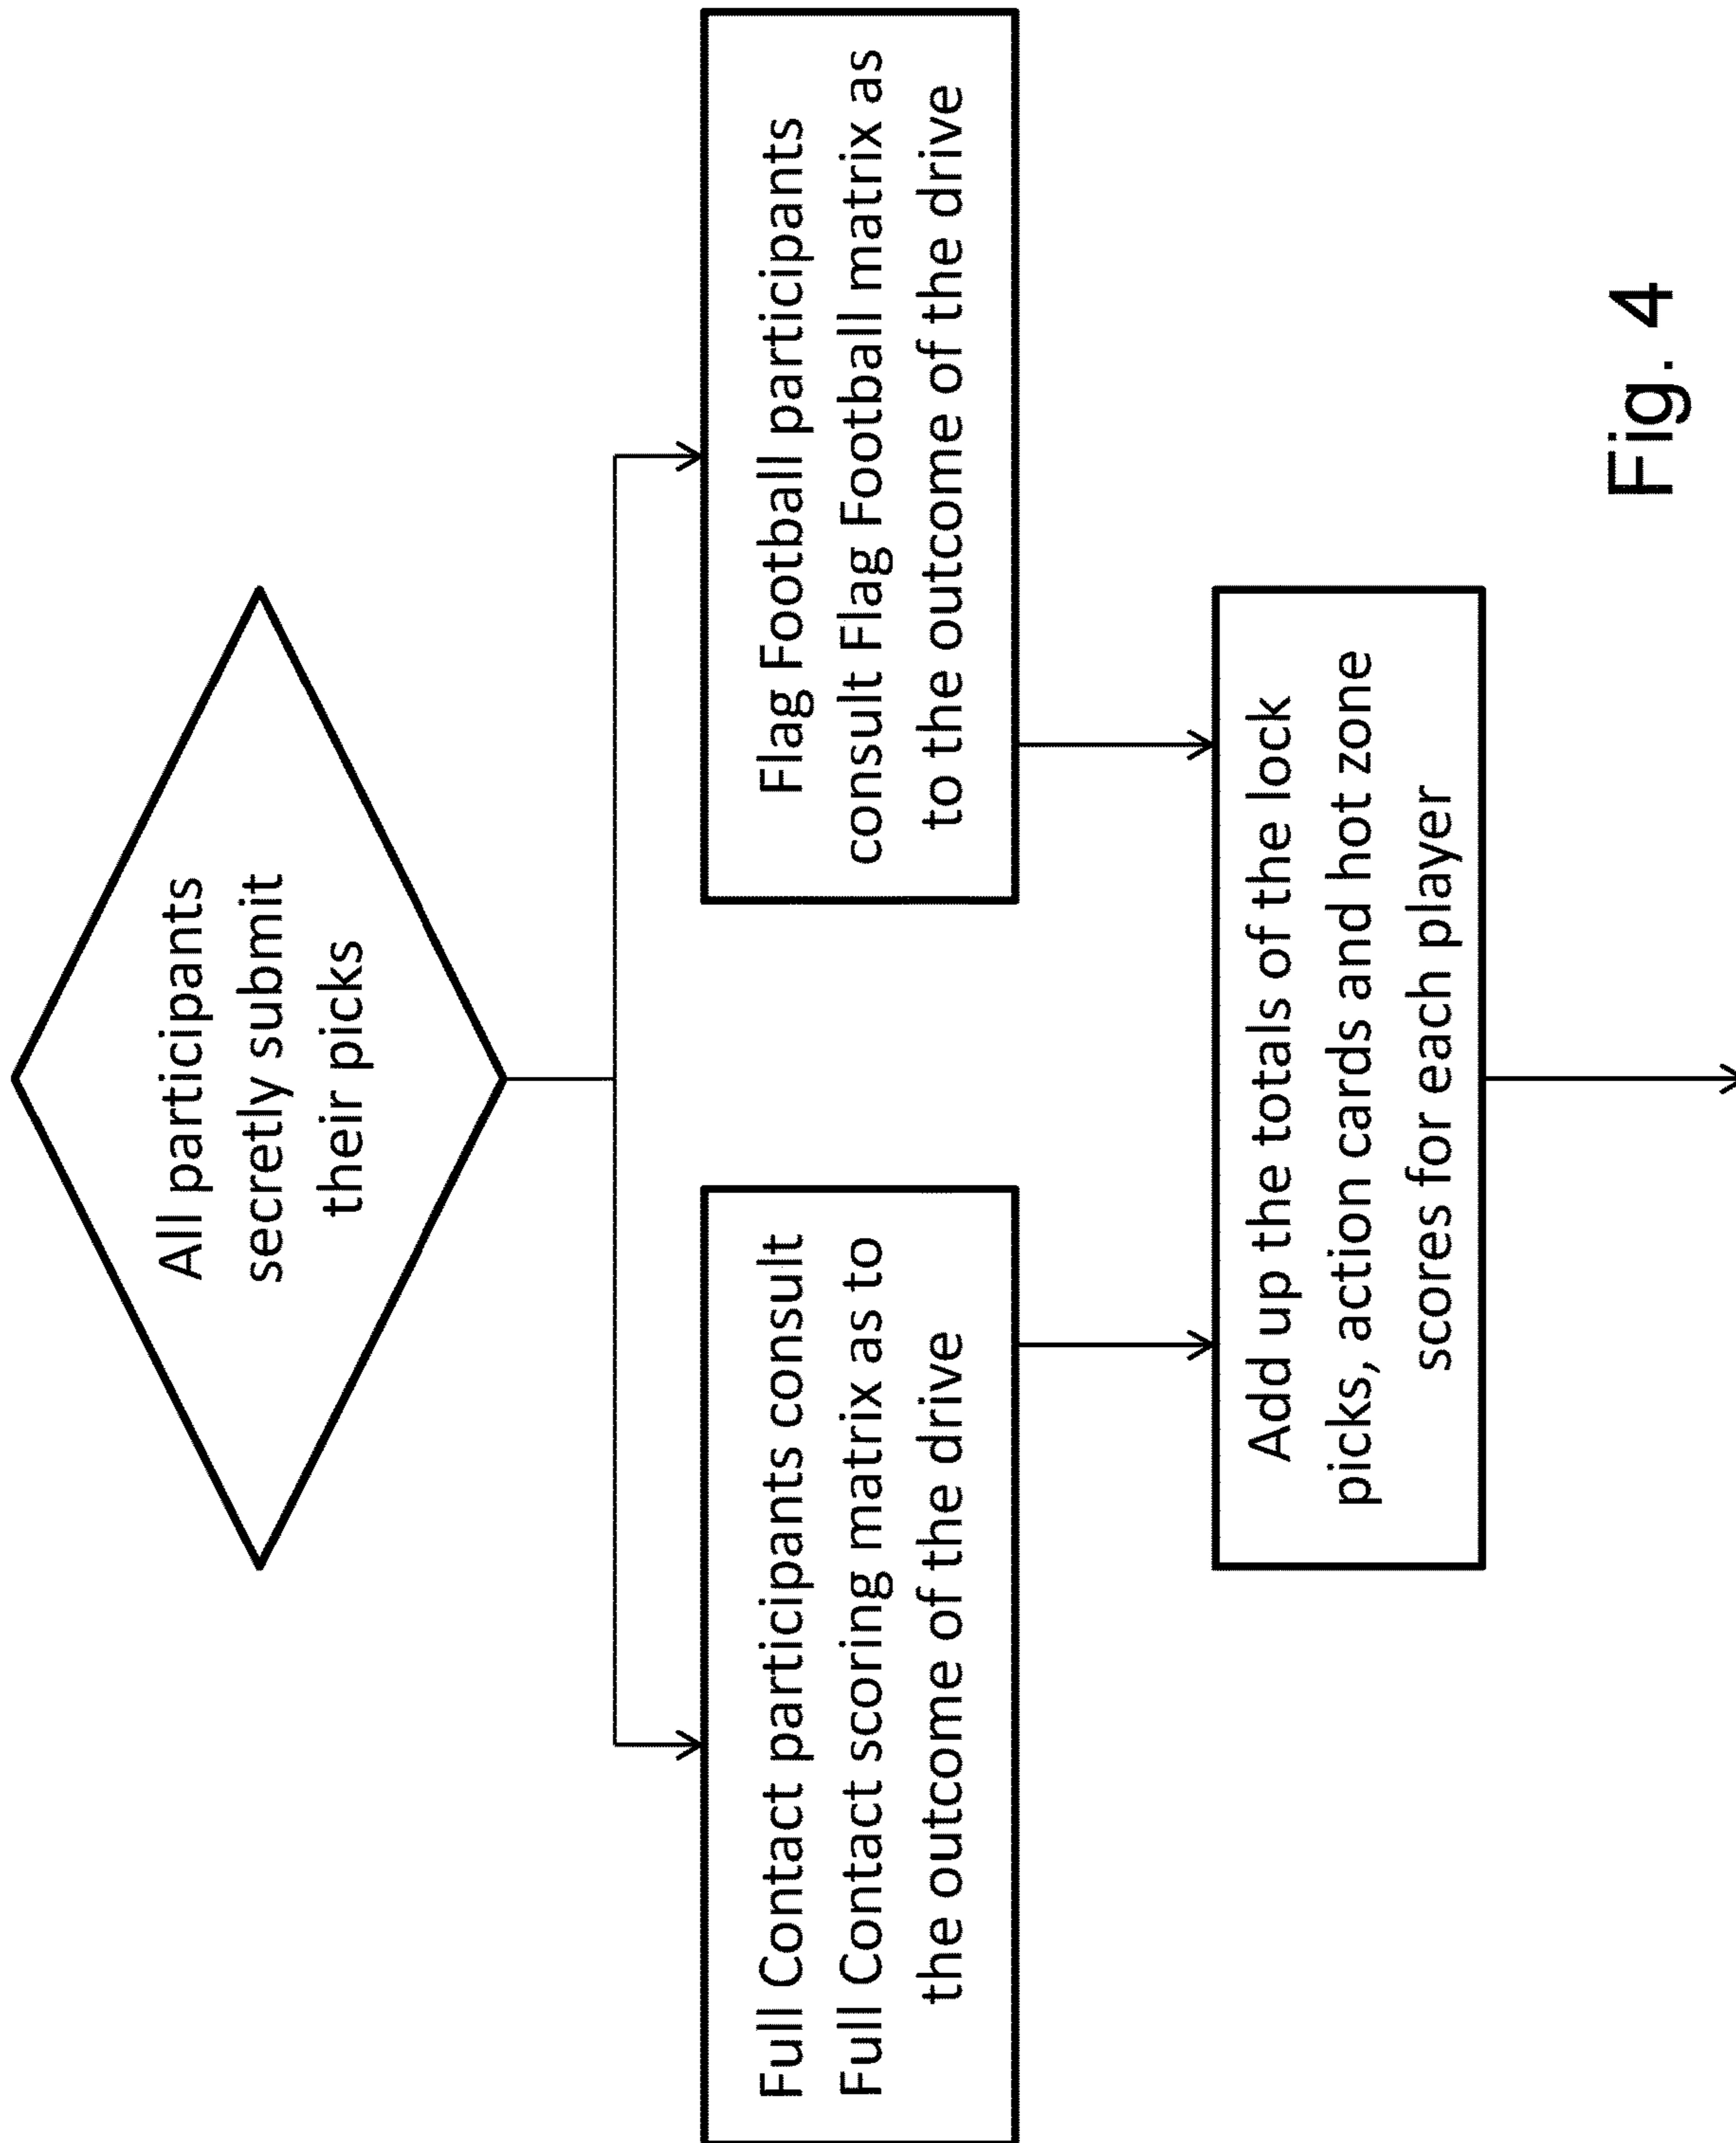 All participants
secretly submit
their picks
Full Contact participants consult
Full Contact scoring matrix as to
the outcome of the drive
Flag Football participants
consult Flag Football matrix as
to the outcome of the drive
Add up the totals of the lock
picks, action cards and hot zone
scores for each player
Fig. 4